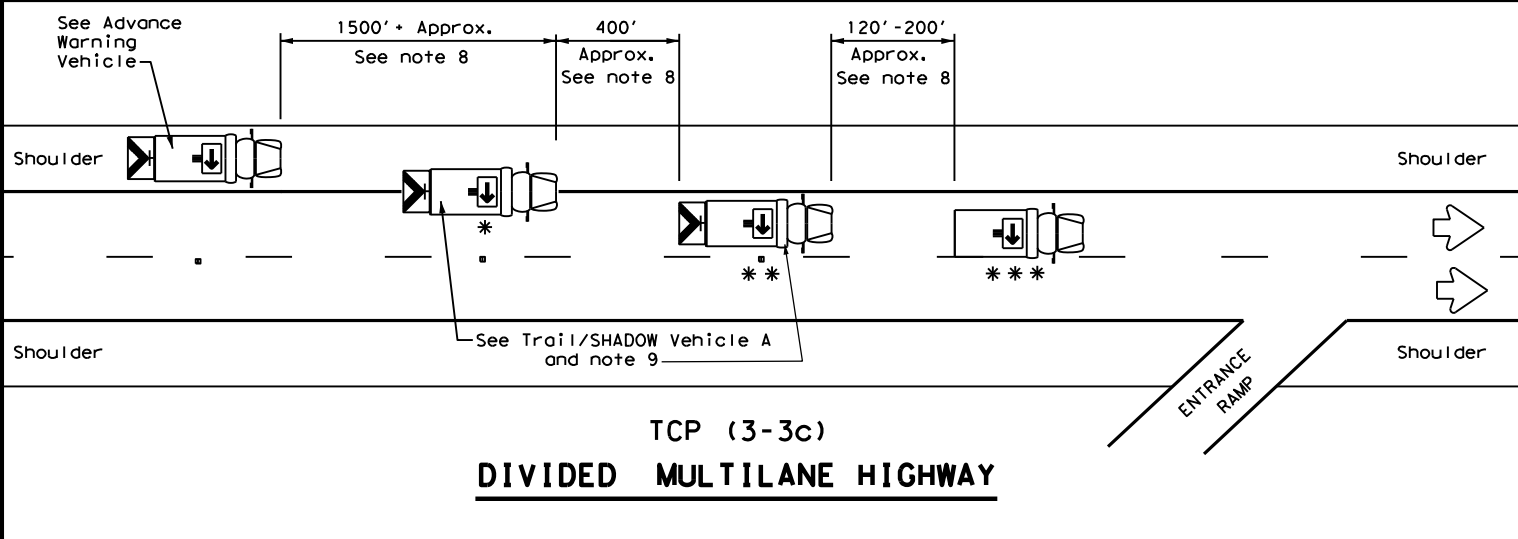 See Advance
Warning
Vehicle
1500'+ Approx.
See note 8
400'
Approx.
See note 8
120'-200'
Approx.
See note 8
Shoulder
Shoulder
*
* *
* * *
See Trail/SHADOW Vehicle A
and note 9
Shoulder
Shoulder
ENTRANCE
RAMP
TCP (3-3c)
DIVIDED MULTILANE HIGHWAY